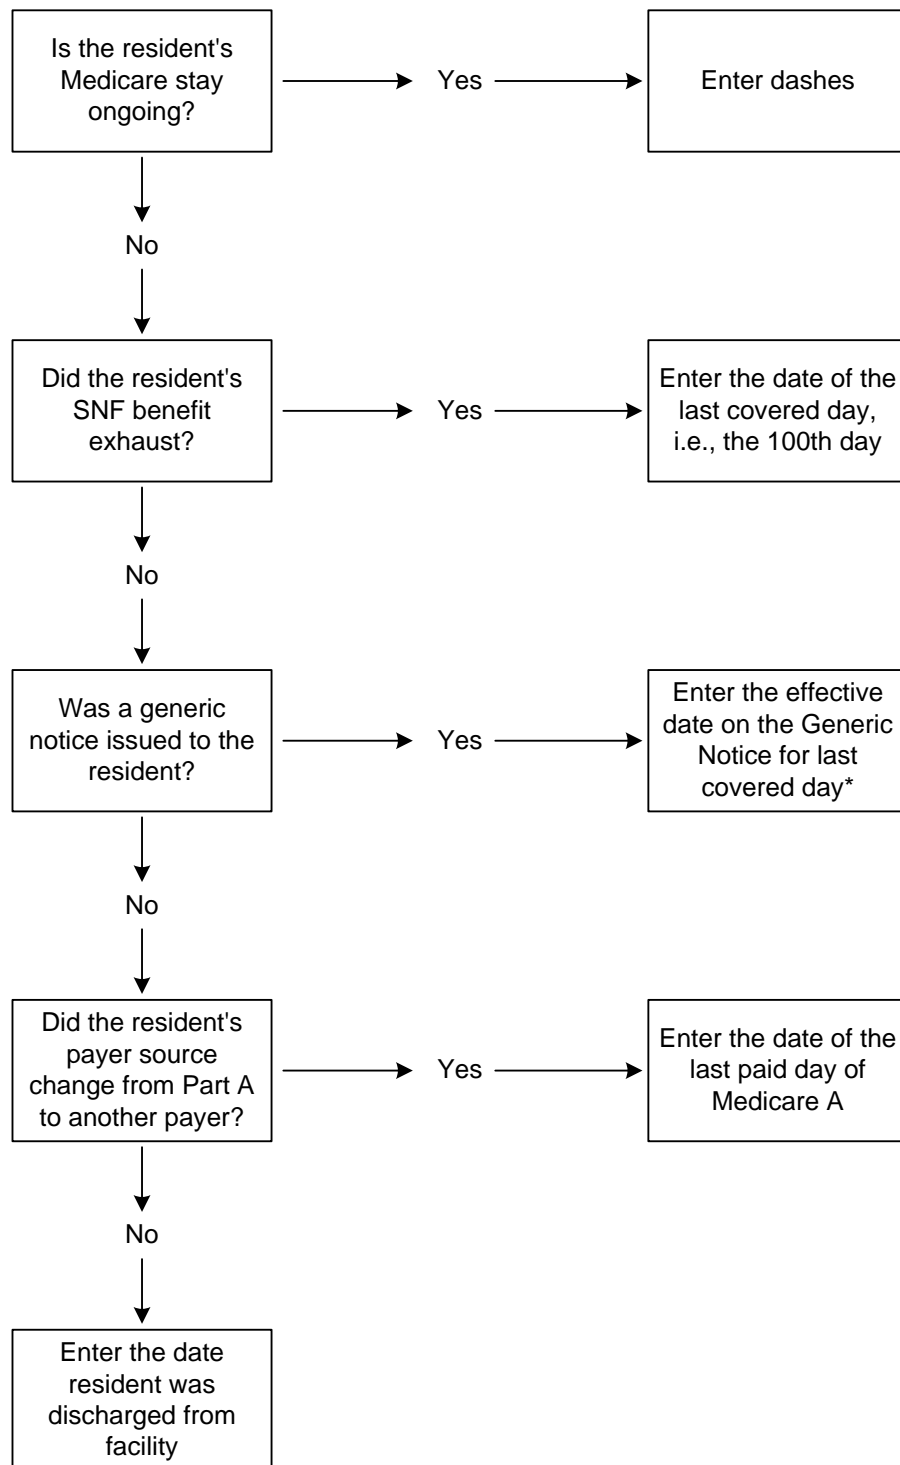 Is the resident's
Medicare stay
ongoing?
Yes
Enter dashes
No
Did the resident's
SNF benefit
exhaust?
Yes
Enter the date of the
last covered day,
i.e., the 100th day
No
Was a generic
notice issued to the
resident?
Yes
Enter the effective
date on the Generic
Notice for last
covered day*
No
Did the resident's
payer source
change from Part A
to another payer?
Yes
Enter the date of the
last paid day of
Medicare A
No
Enter the date
resident was
discharged from
facility